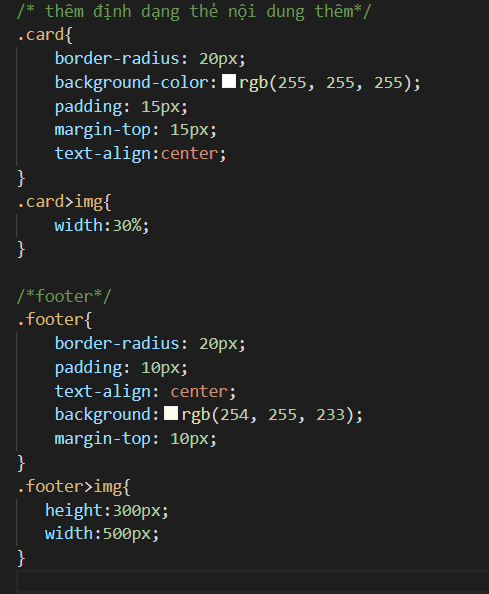 /* thêm định dạng thẻ nội dung thêm*/
.card{
    border-radius: 20px;
    background-color: rgb(255, 255, 255);
    padding: 15px;
    margin-top: 15px;
    text-align:center;
}
.card>img{
    width:30%;
}

/*footer*/
.footer{
    border-radius: 20px;
    padding: 10px;
    text-align: center;
    background: rgb(254, 255, 233);
    margin-top: 10px;
}
.footer>img{
   height:300px;
   width:500px;
}